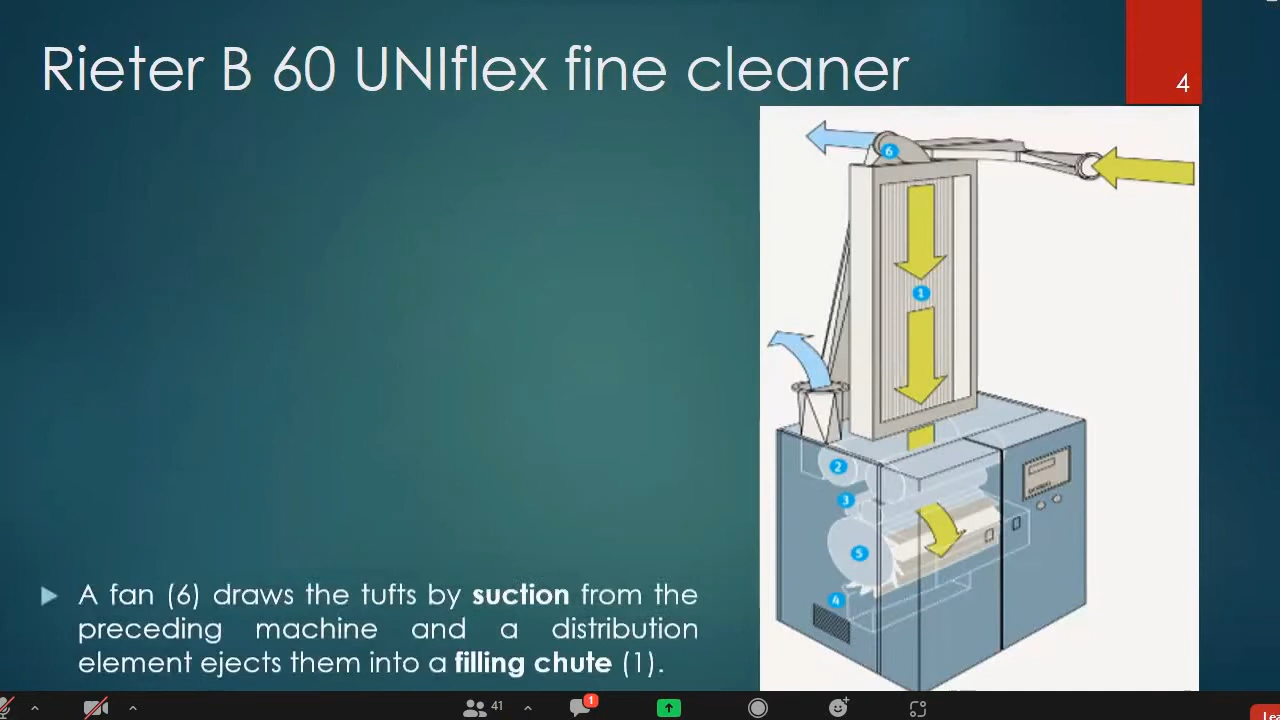 Rieter B 60 UNIflex fine cleaner
4
6
1
2
3
5
4
A fan (6) draws the tufts by suction from the
preceding machine and a distribution
element ejects them into a filling chute (1).
41
1